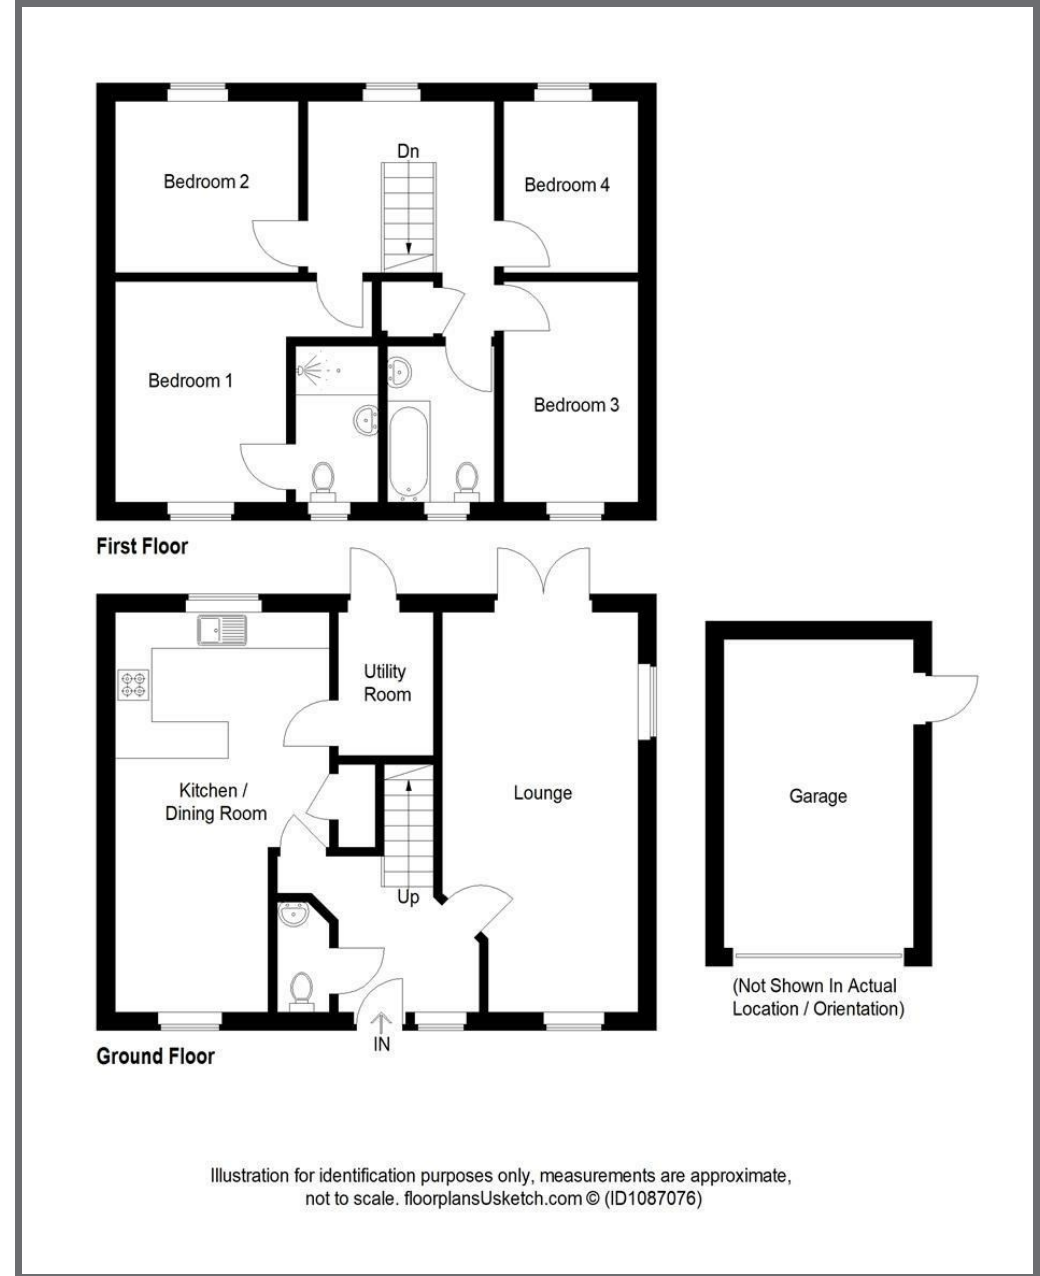 Dn
Bedroom 2
Bedroom 4
Bedroom 1
Bedroom 3
First Floor
Utility
Room
Kitchen /
Dining Room
Lounge
Garage
Up
(Not Shown In Actual
Location / Orientation)
IN
Ground Floor
Illustration for identification purposes only, measurements are approximate,
not to scale. floorplansUsketch.com © (ID1087076)